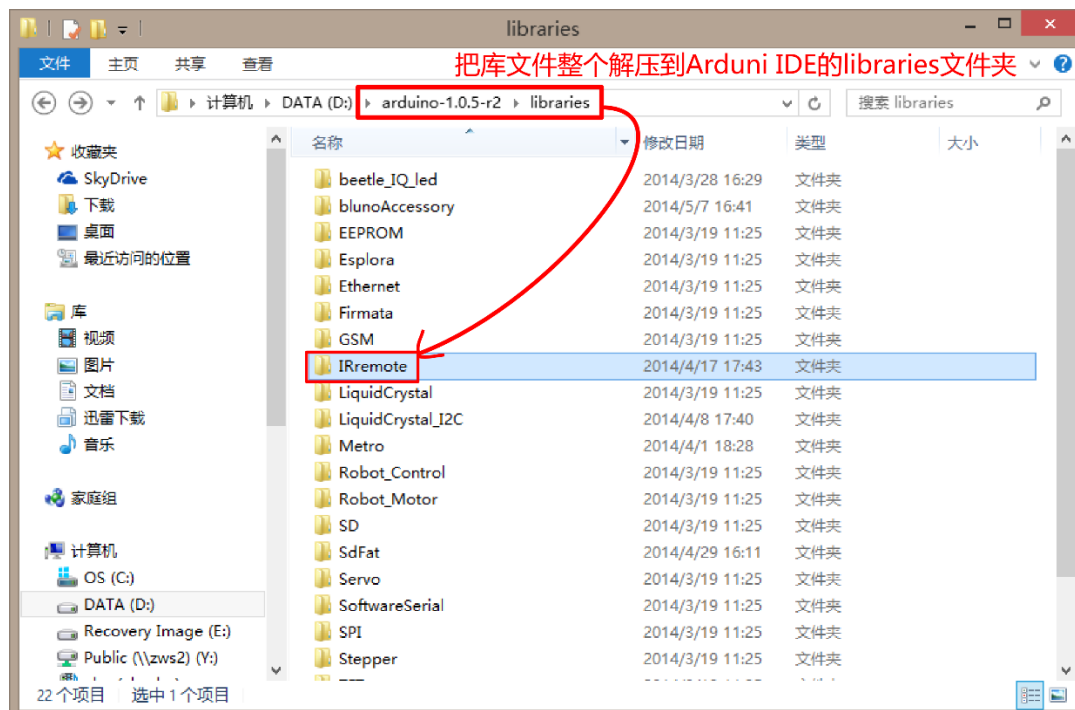 libraries
文件 主页 共享 查看
把库文件整个解压到Arduni IDE的libraries文件夹
计算机 DATA (D:) arduino-1.0.5-r2 libraries
搜索 libraries
名称 修改日期 类型 大小
收藏夹
SkyDrive
下载
桌面
最近访问的位置
库
视频
图片
文档
迅雷下载
音乐
家庭组
计算机
OS (C:)
DATA (D:)
Recovery Image (E:)
Public (\\zws2) (Y:)
beetle_IQ_led 2014/3/28 16:29 文件夹
blunoAccessory 2014/5/7 16:41 文件夹
EEPROM 2014/3/19 11:25 文件夹
Esplora 2014/3/19 11:25 文件夹
Ethernet 2014/3/19 11:25 文件夹
Firmata 2014/3/19 11:25 文件夹
GSM 2014/3/19 11:25 文件夹
IRremote 2014/4/17 17:43 文件夹
LiquidCrystal 2014/3/19 11:25 文件夹
LiquidCrystal_I2C 2014/4/8 17:40 文件夹
Metro 2014/4/1 18:28 文件夹
Robot_Control 2014/3/19 11:25 文件夹
Robot_Motor 2014/3/19 11:25 文件夹
SD 2014/3/19 11:25 文件夹
SdFat 2014/4/29 16:11 文件夹
Servo 2014/3/19 11:25 文件夹
SoftwareSerial 2014/3/19 11:25 文件夹
SPI 2014/3/19 11:25 文件夹
Stepper 2014/3/19 11:25 文件夹
22 个项目 选中 1 个项目